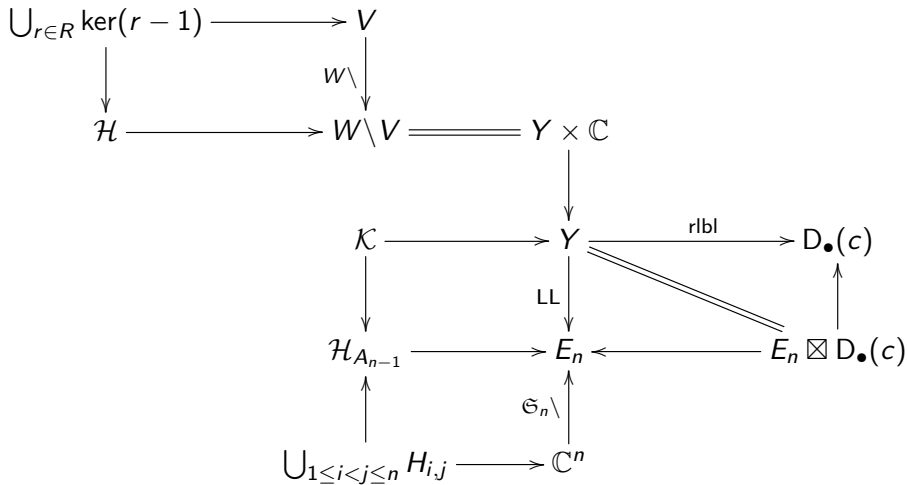 ⋃_{r∈R} ker(r − 1) V
W\
ℋ W\V Y × ℂ
𝒦 Y rlbl D_•(c)
LL
ℋ_{A_{n−1}} E_n E_n ⊠ D_•(c)
𝔖_n\
⋃_{1≤i<j≤n} H_{i,j} ℂ^n